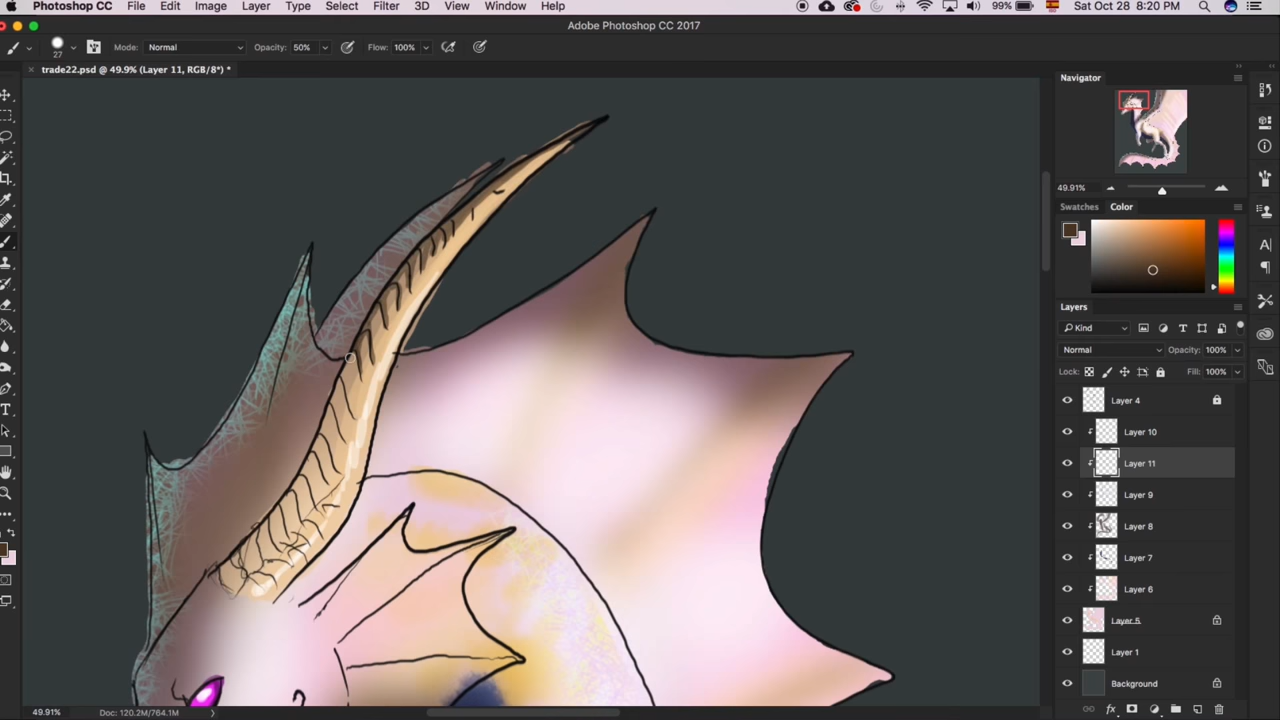 Photoshop CC File Edit Image Layer Type Select Filter 3D View Window Help 99% Sat Oct 28 8:20 PM
Adobe Photoshop CC 2017
27 Mode: Normal Opacity: 50% Flow: 100%
trade22.psd @ 49.9% (Layer 11, RGB/8*) *
Navigator
49.91%
Swatches Color
Layers
Kind
Normal Opacity: 100%
Lock: Fill: 100%
Layer 4
Layer 10
Layer 11
Layer 9
Layer 8
Layer 7
Layer 6
Layer 5
Layer 1
Background
49.91% Doc: 120.2M/764.1M